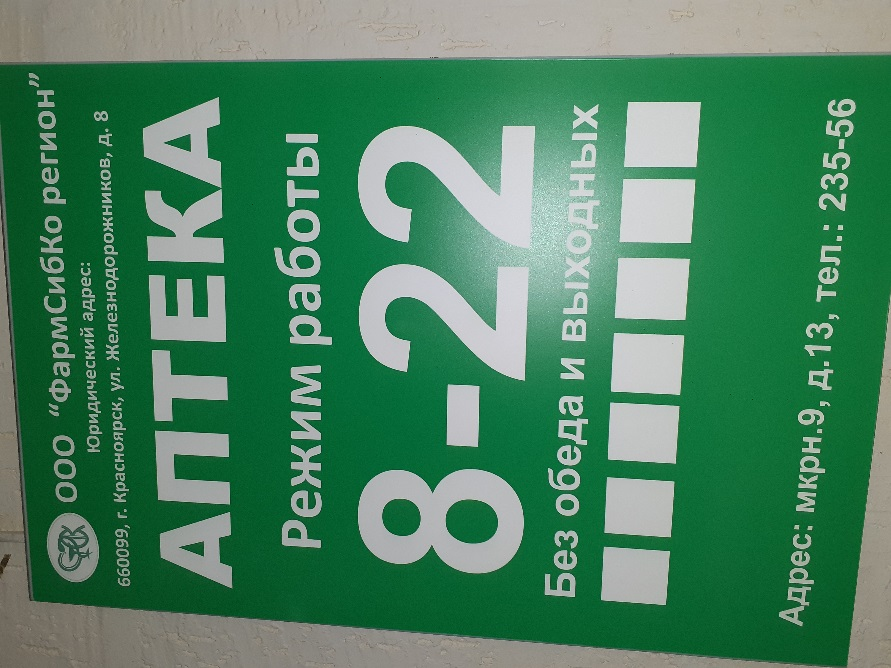 ООО "ФармСибКо регион"
Юридический адрес:
660099, г. Красноярск, ул. Железнодорожников, д. 8
АПТЕКА
Режим работы
8-22
Без обеда и выходных
Адрес: мкрн.9, д.13, тел.: 235-56